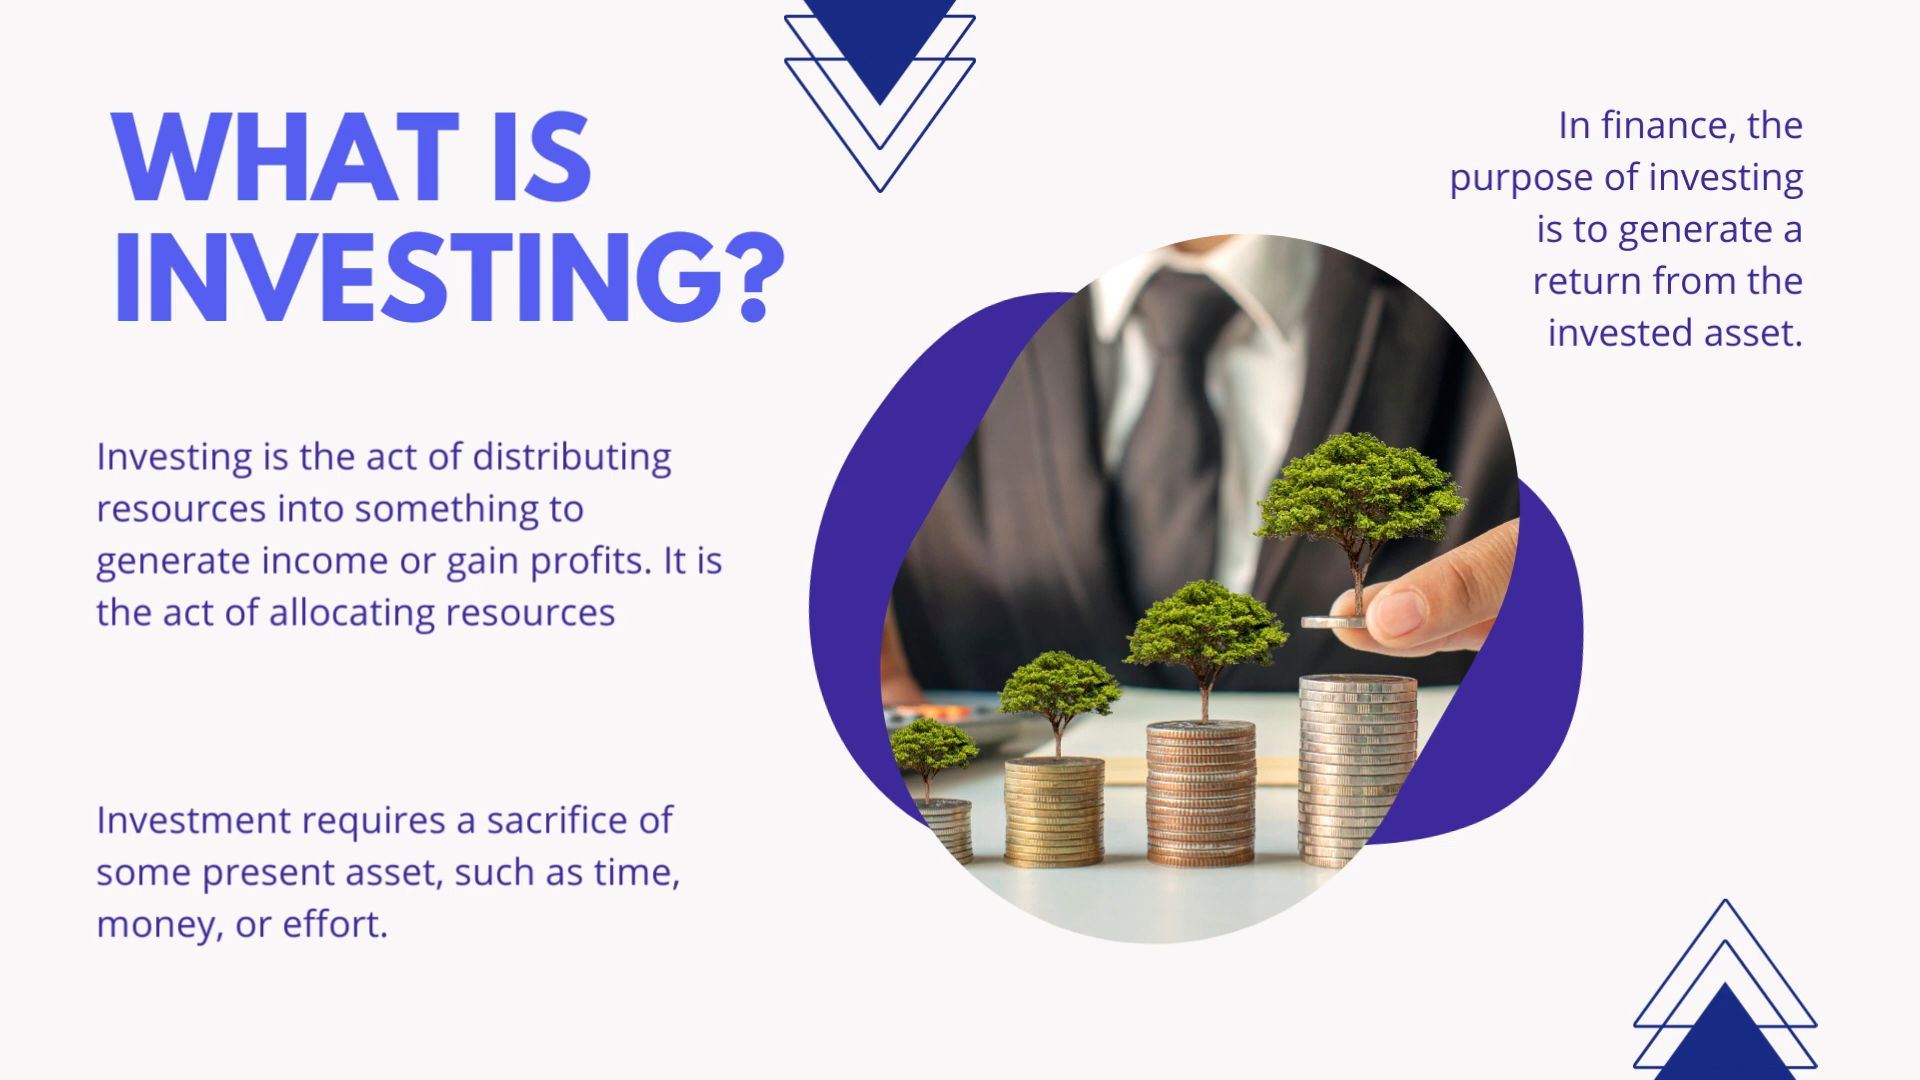 WHAT IS
INVESTING?
In finance, the
purpose of investing
is to generate a
return from the
invested asset.
Investing is the act of distributing
resources into something to
generate income or gain profits. It is
the act of allocating resources
Investment requires a sacrifice of
some present asset, such as time,
money, or effort.